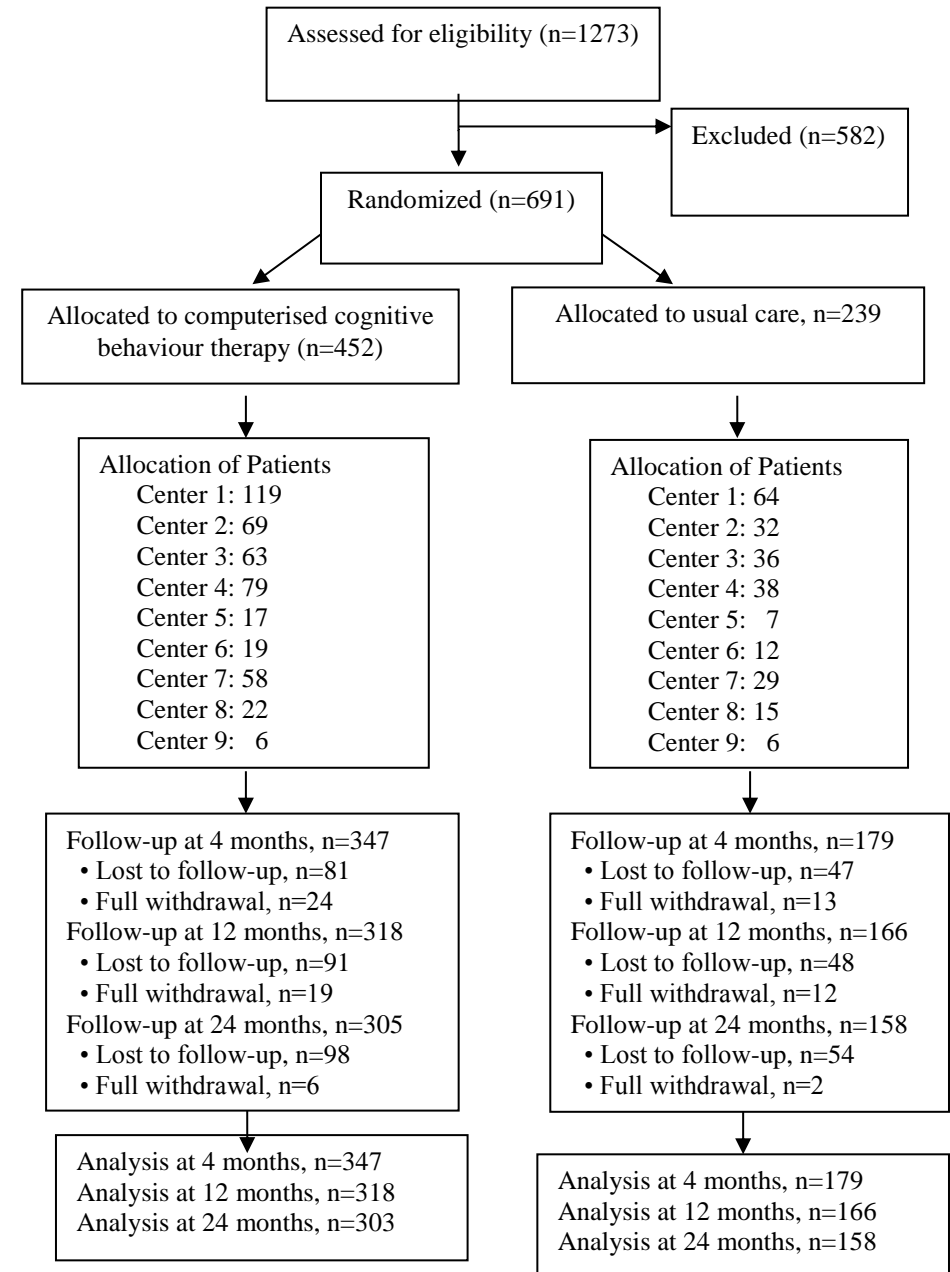 Assessed for eligibility (n=1273)
Excluded (n=582)
Randomized (n=691)
Allocated to computerised cognitive
behaviour therapy (n=452)
Allocated to usual care, n=239
Allocation of Patients
Center 1: 119
Center 2: 69
Center 3: 63
Center 4: 79
Center 5: 17
Center 6: 19
Center 7: 58
Center 8: 22
Center 9: 6
Allocation of Patients
Center 1: 64
Center 2: 32
Center 3: 36
Center 4: 38
Center 5: 7
Center 6: 12
Center 7: 29
Center 8: 15
Center 9: 6
Follow-up at 4 months, n=347
• Lost to follow-up, n=81
• Full withdrawal, n=24
Follow-up at 12 months, n=318
• Lost to follow-up, n=91
• Full withdrawal, n=19
Follow-up at 24 months, n=305
• Lost to follow-up, n=98
• Full withdrawal, n=6
Follow-up at 4 months, n=179
• Lost to follow-up, n=47
• Full withdrawal, n=13
Follow-up at 12 months, n=166
• Lost to follow-up, n=48
• Full withdrawal, n=12
Follow-up at 24 months, n=158
• Lost to follow-up, n=54
• Full withdrawal, n=2
Analysis at 4 months, n=347
Analysis at 12 months, n=318
Analysis at 24 months, n=303
Analysis at 4 months, n=179
Analysis at 12 months, n=166
Analysis at 24 months, n=158